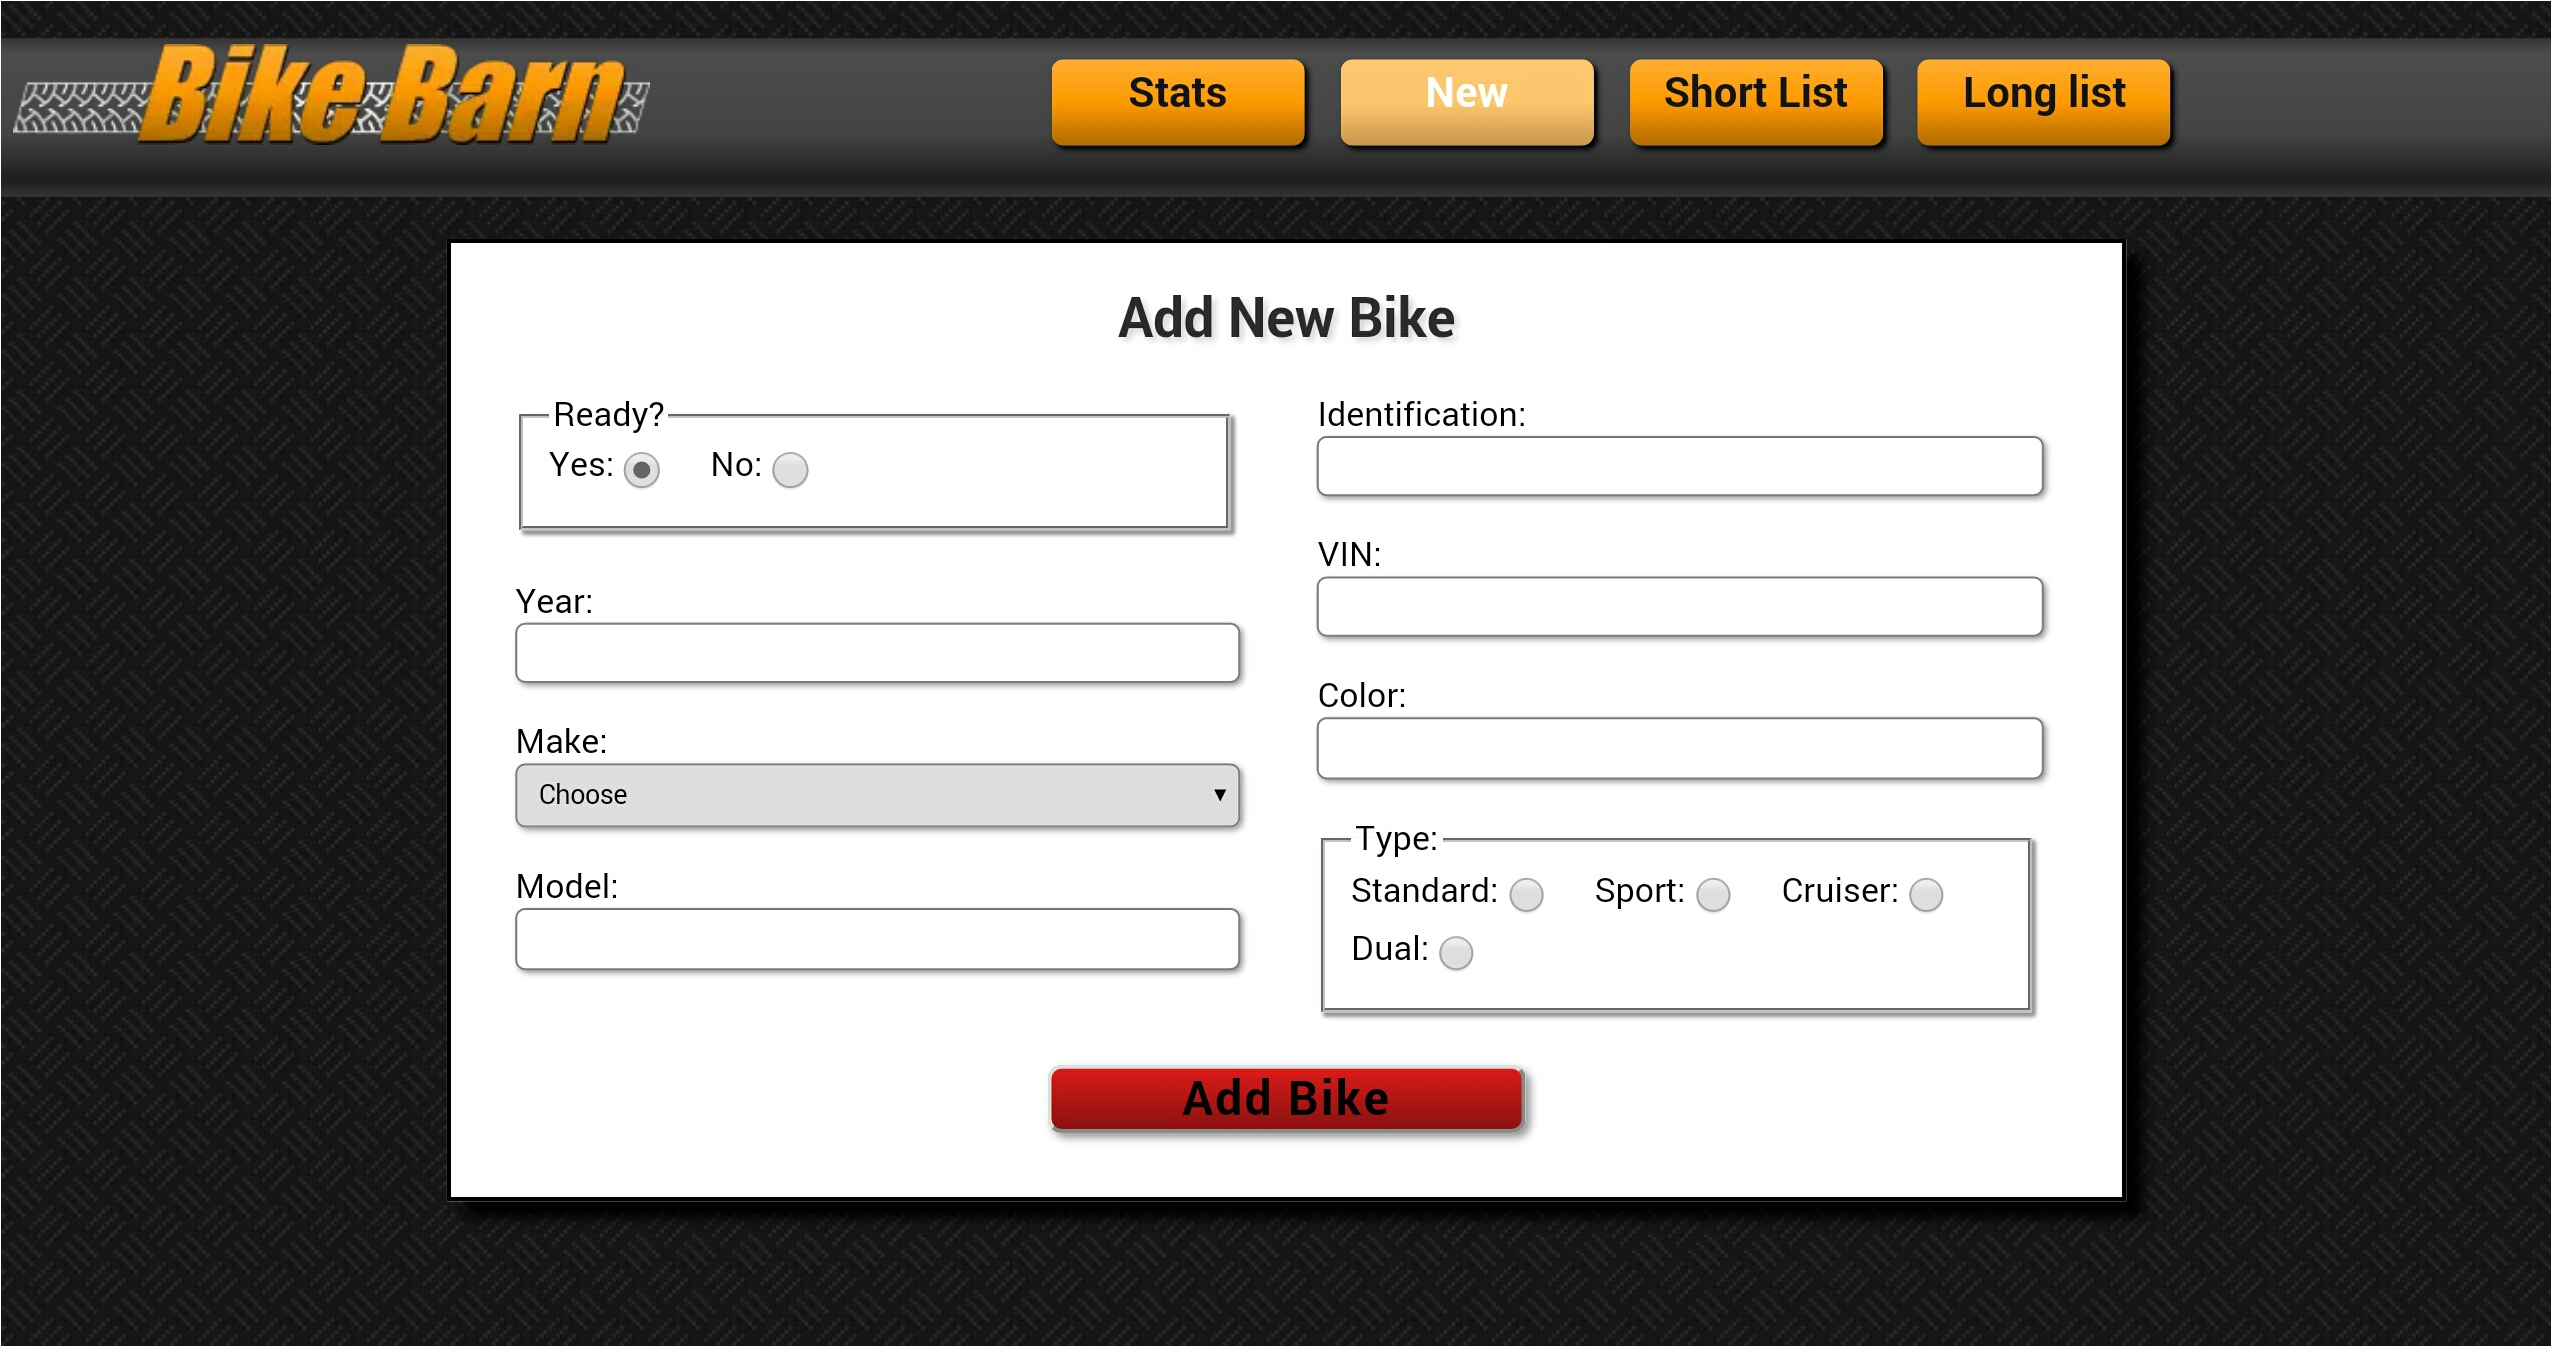 Bike Barn
Stats
New
Short List
Long list
Add New Bike
Ready?
Yes:
No:
Year:
Make:
Choose
Model:
Identification:
VIN:
Color:
Type:
Standard:
Sport:
Cruiser:
Dual:
Add Bike